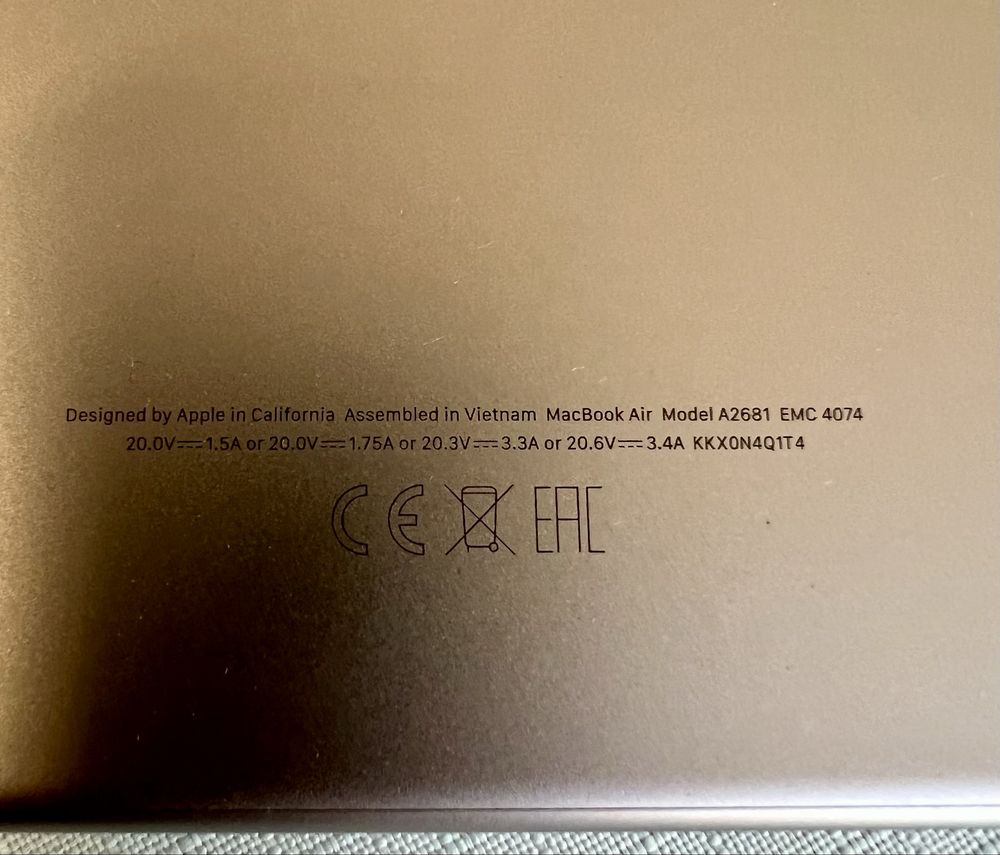 Designed by Apple in California Assembled in Vietnam MacBook Air Model A2681 EMC 4074
20.0V⎓1.5A or 20.0V⎓1.75A or 20.3V⎓3.3A or 20.6V⎓3.4A KKX0N4Q1T4
CE EAC